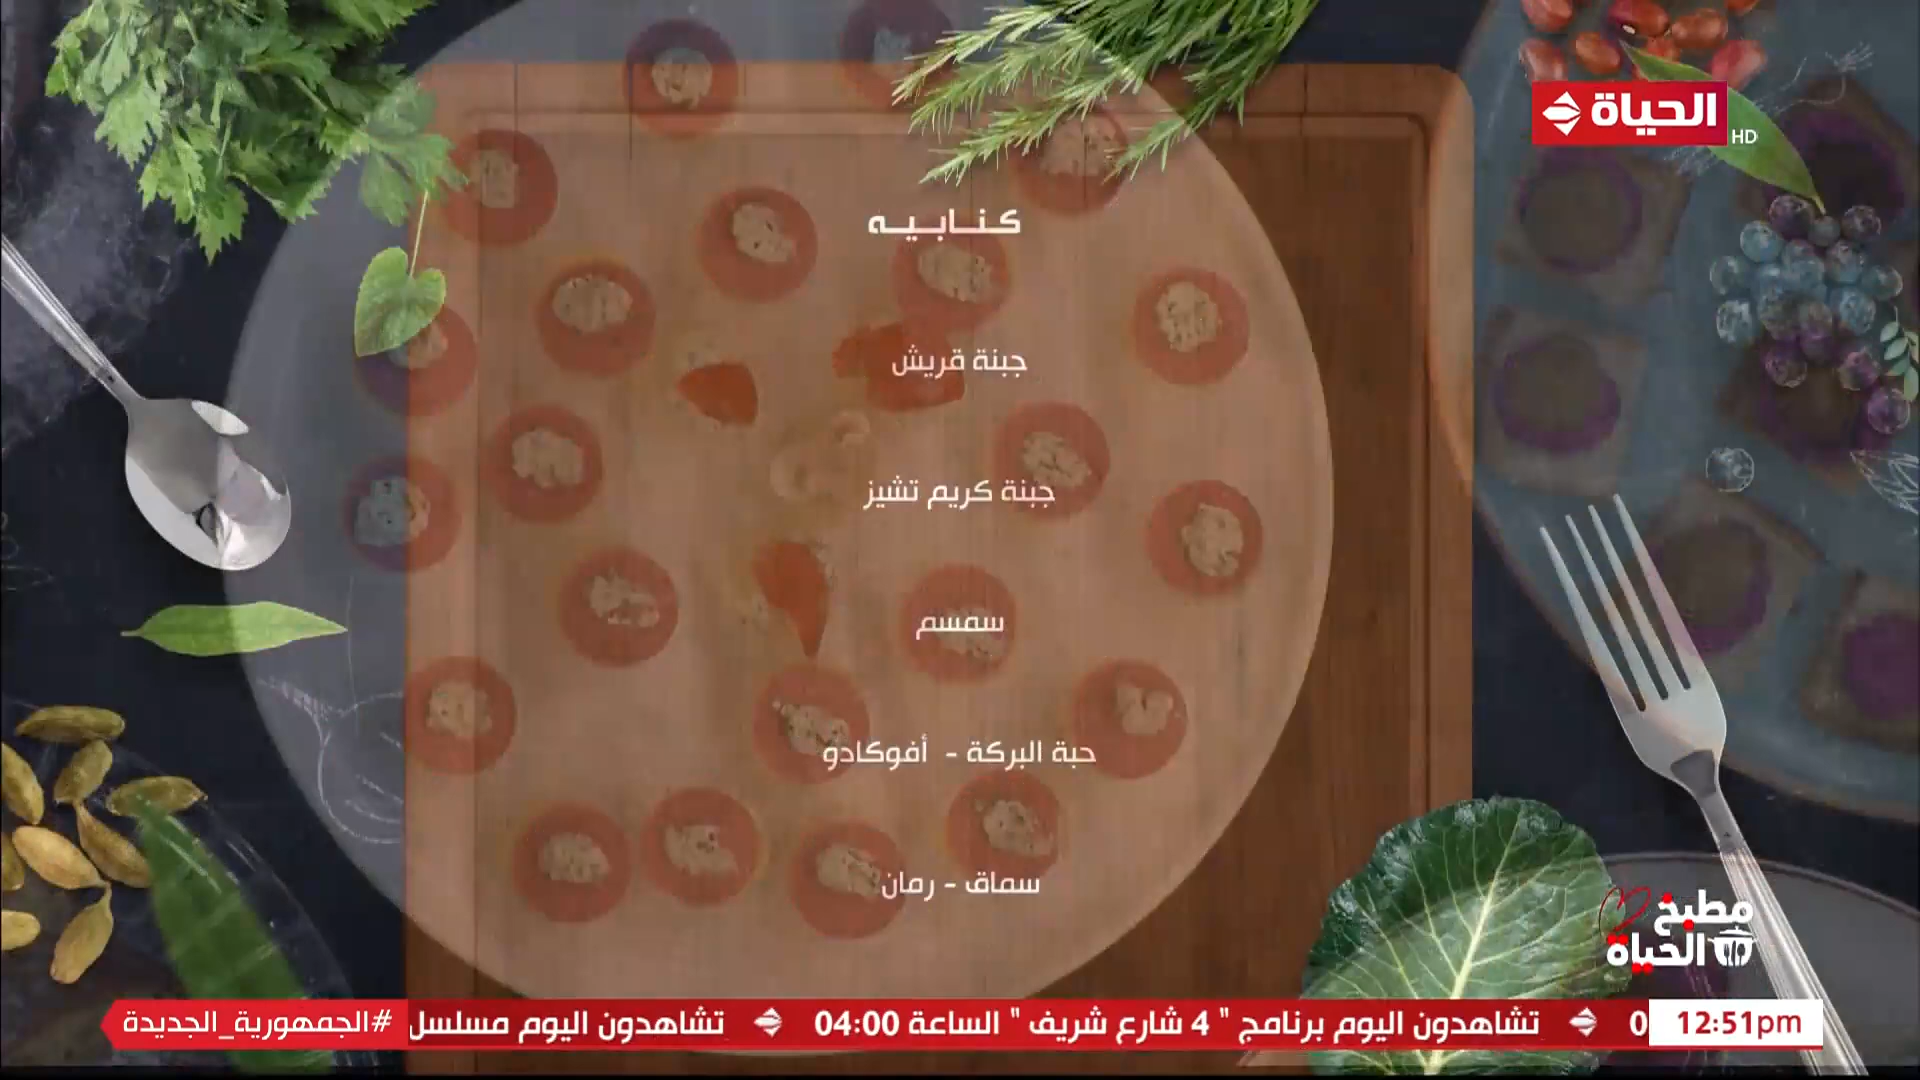 الحياة
HD
كنابيه
جبنة قريش
جبنة كريم تشيز
سمسم
حبة البركة - أفوكادو
سماق - رمان
مطبخ
الحياة
#الجمهورية_الجديدة
0 تشاهدون اليوم برنامج " 4 شارع شريف " الساعة 04:00 تشاهدون اليوم مسلسل
12:51pm